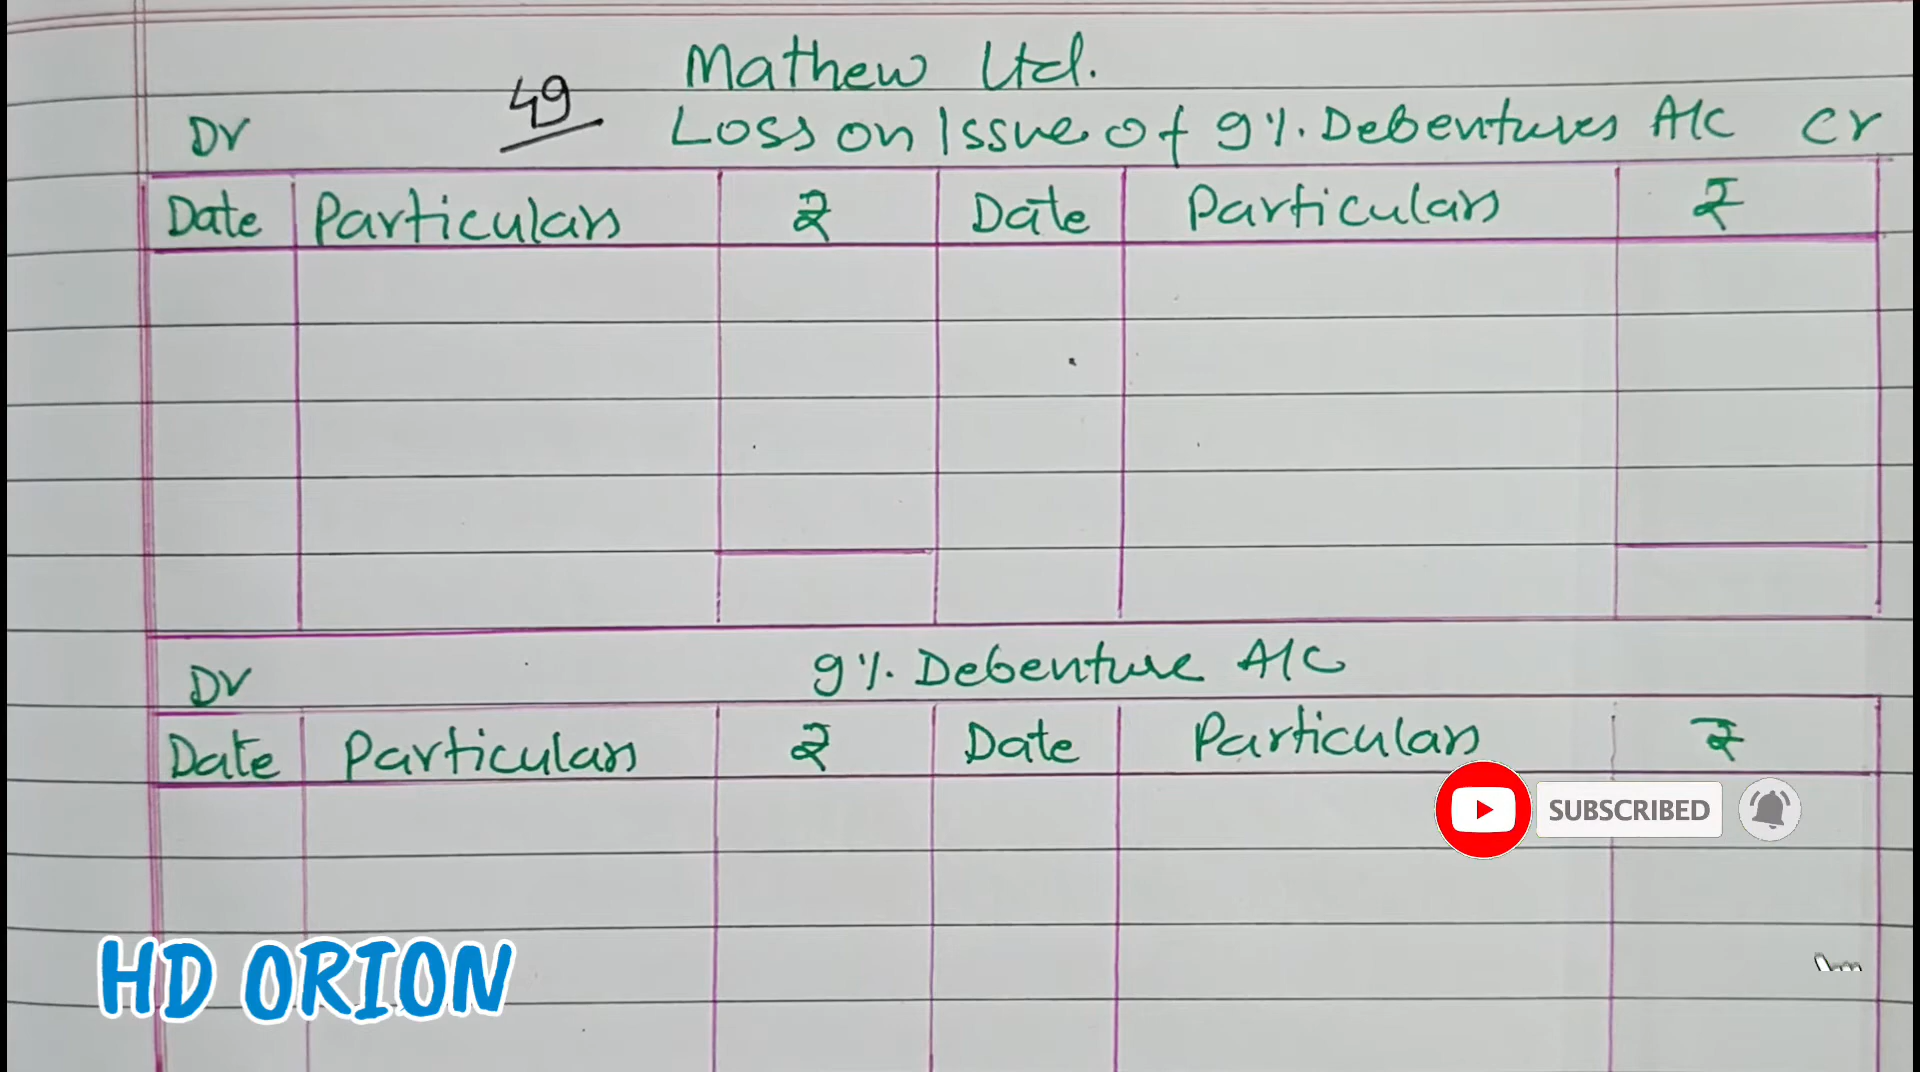 Mathew Ltd.
49
Dr Loss on Issue of 9%. Debentures A/C Cr
Date Particulars ₹ Date Particulars ₹
Dr 9%. Debenture A/C
Date Particulars ₹ Date Particulars ₹
SUBSCRIBED
HD ORION